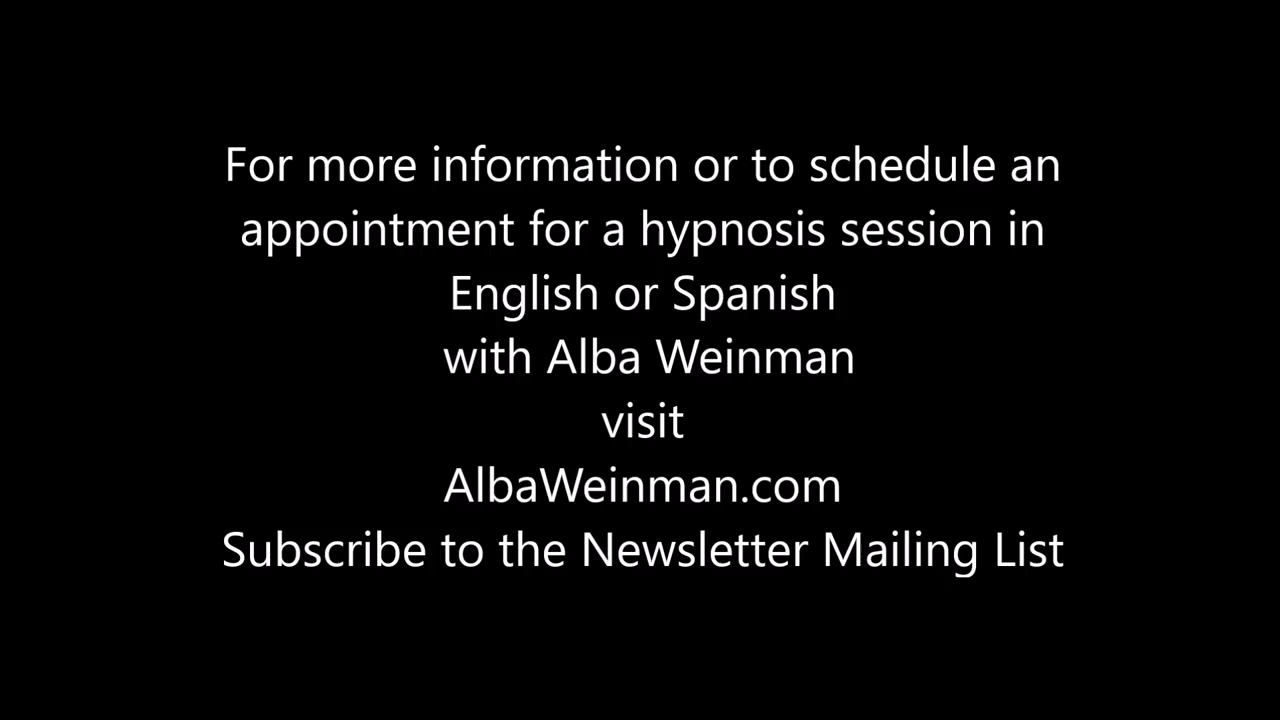 For more information or to schedule an
appointment for a hypnosis session in
English or Spanish
with Alba Weinman
visit
AlbaWeinman.com
Subscribe to the Newsletter Mailing List